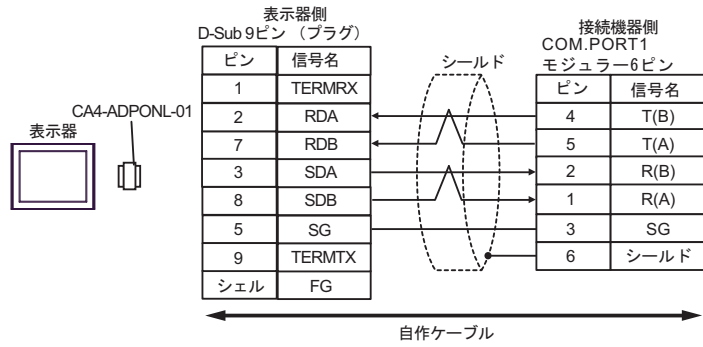 表示器側
D-Sub 9ピン （プラグ）
ピン 信号名
1 TERMRX
2 RDA
7 RDB
3 SDA
8 SDB
5 SG
9 TERMTX
シェル FG
CA4-ADPONL-01
表示器
シールド
接続機器側
COM.PORT1
モジュラー6ピン
ピン 信号名
4 T(B)
5 T(A)
2 R(B)
1 R(A)
3 SG
6 シールド
自作ケーブル